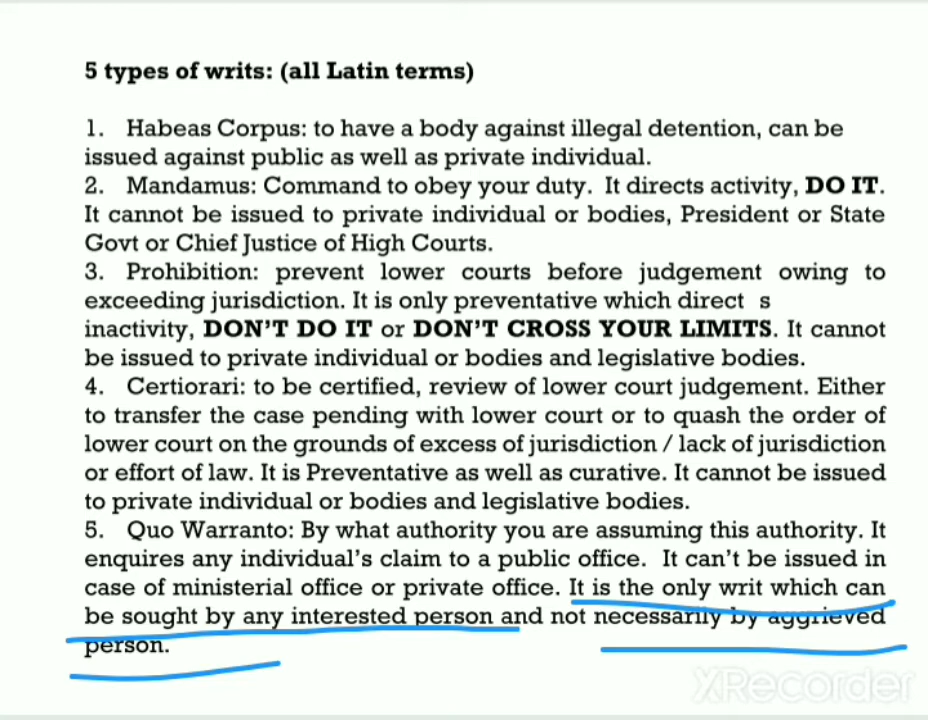 5 types of writs: (all Latin terms)
1. Habeas Corpus: to have a body against illegal detention, can be
issued against public as well as private individual.
2. Mandamus: Command to obey your duty. It directs activity, DO IT.
It cannot be issued to private individual or bodies, President or State
Govt or Chief Justice of High Courts.
3. Prohibition: prevent lower courts before judgement owing to
exceeding jurisdiction. It is only preventative which direct s
inactivity, DON'T DO IT or DON'T CROSS YOUR LIMITS. It cannot
be issued to private individual or bodies and legislative bodies.
4. Certiorari: to be certified, review of lower court judgement. Either
to transfer the case pending with lower court or to quash the order of
lower court on the grounds of excess of jurisdiction / lack of jurisdiction
or effort of law. It is Preventative as well as curative. It cannot be issued
to private individual or bodies and legislative bodies.
5. Quo Warranto: By what authority you are assuming this authority. It
enquires any individual's claim to a public office. It can't be issued in
case of ministerial office or private office. It is the only writ which can
be sought by any interested person and not necessarily by aggrieved
person.
XRecorder